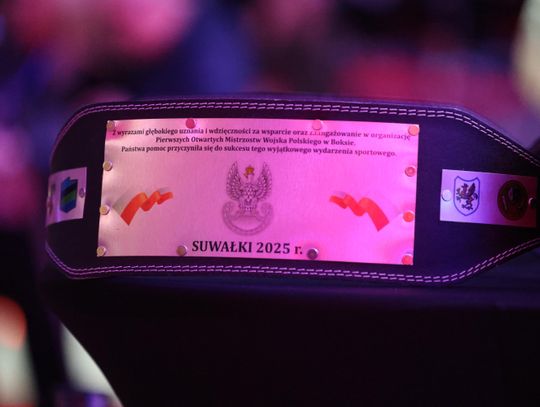 Z wyrazami głębokiego uznania i wdzięczności za wsparcie oraz zaangażowanie w organizację
Pierwszych Otwartych Mistrzostw Wojska Polskiego w Boksie.
Państwa pomoc przyczyniła się do sukcesu tego wyjątkowego wydarzenia sportowego.
SUWAŁKI 2025 r.